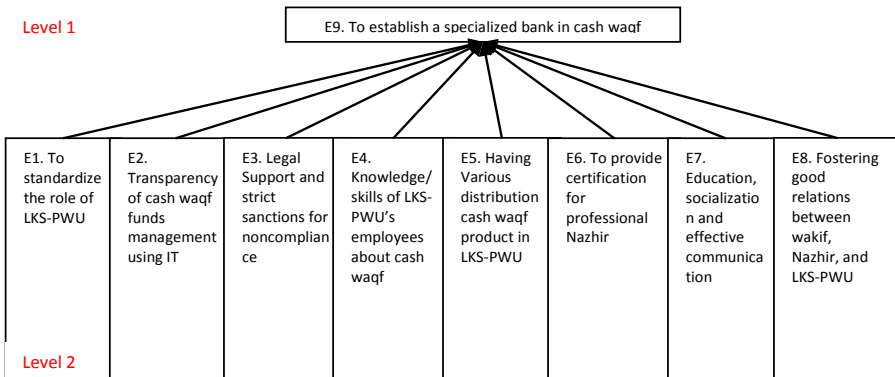 Level 1
E9. To establish a specialized bank in cash waqf
E1. To
standardize
the role of
LKS-PWU
E2.
Transparency
of cash waqf
funds
management
using IT
E3. Legal
Support and
strict
sanctions for
noncomplian
ce
E4.
Knowledge/
skills of LKS-
PWU's
employees
about cash
waqf
E5. Having
Various
distribution
cash waqf
product in
LKS-PWU
E6. To provide
certification
for
professional
Nazhir
E7.
Education,
socializatio
n and
effective
communica
tion
E8. Fostering
good
relations
between
wakif,
Nazhir, and
LKS-PWU
Level 2